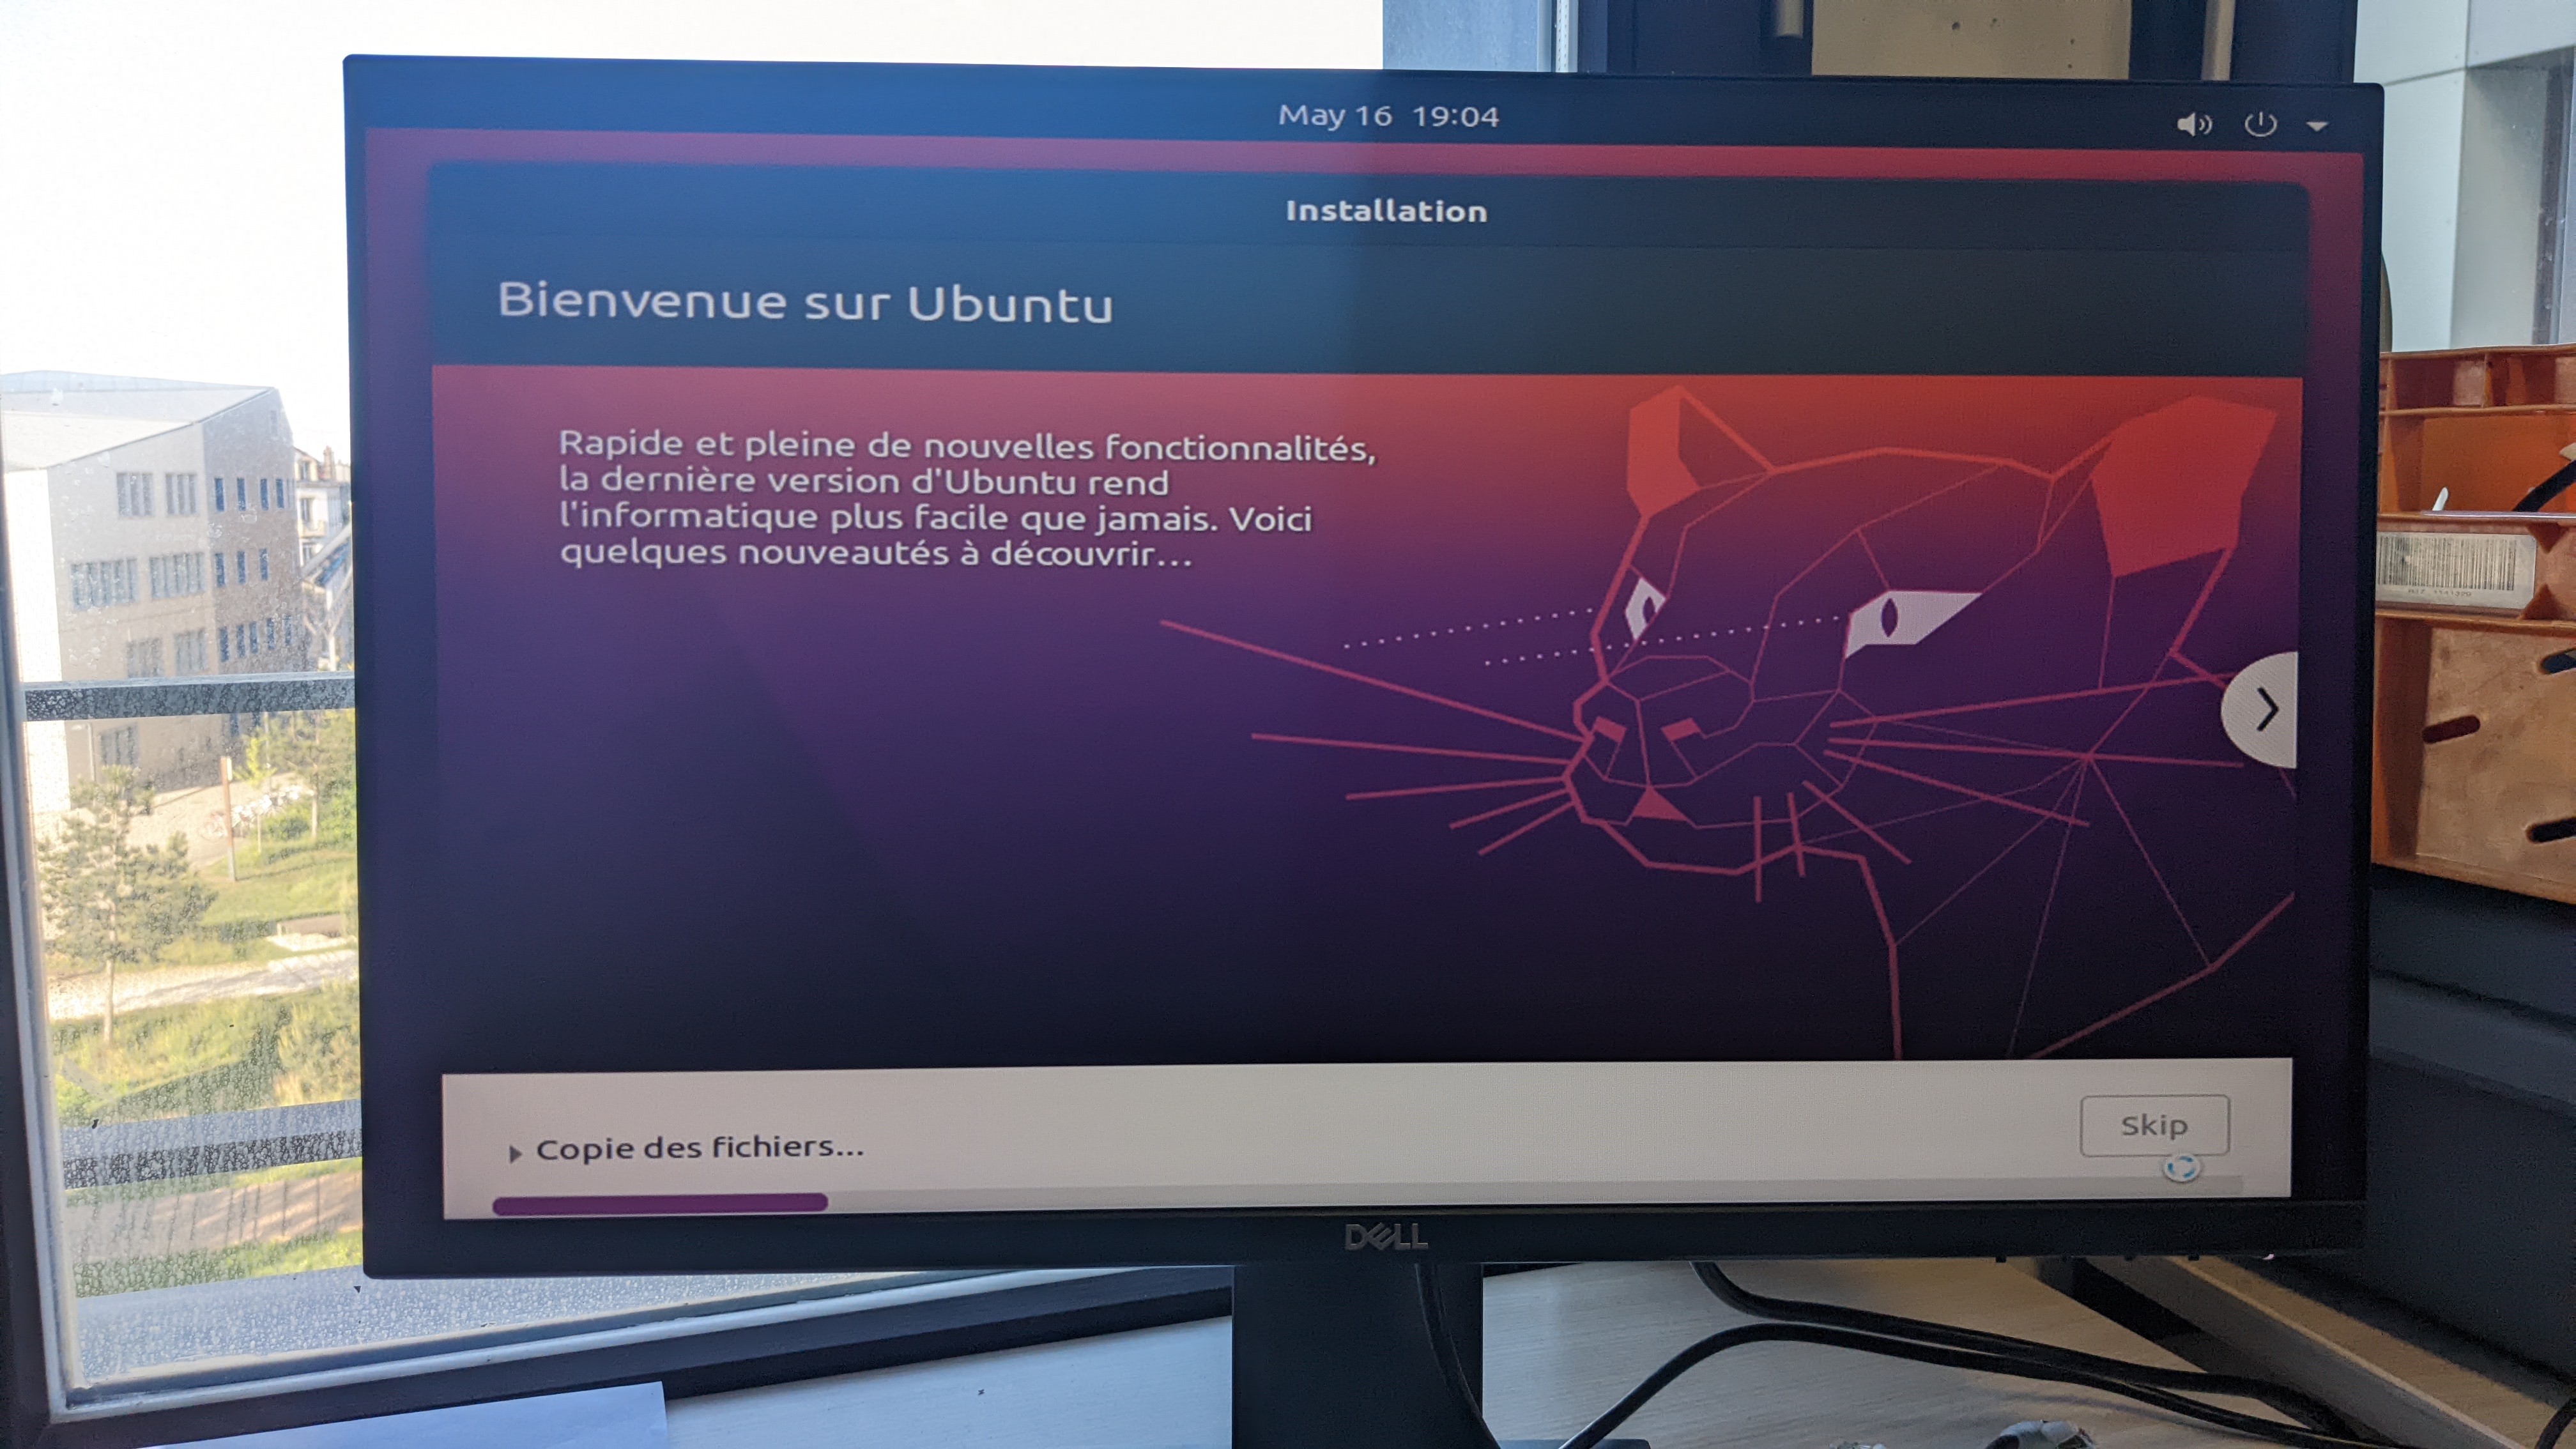 May 16 19:04
Installation
Bienvenue sur Ubuntu
Rapide et pleine de nouvelles fonctionnalités,
la dernière version d'Ubuntu rend
l'informatique plus facile que jamais. Voici
quelques nouveautés à découvrir...
Copie des fichiers...
Skip
DELL